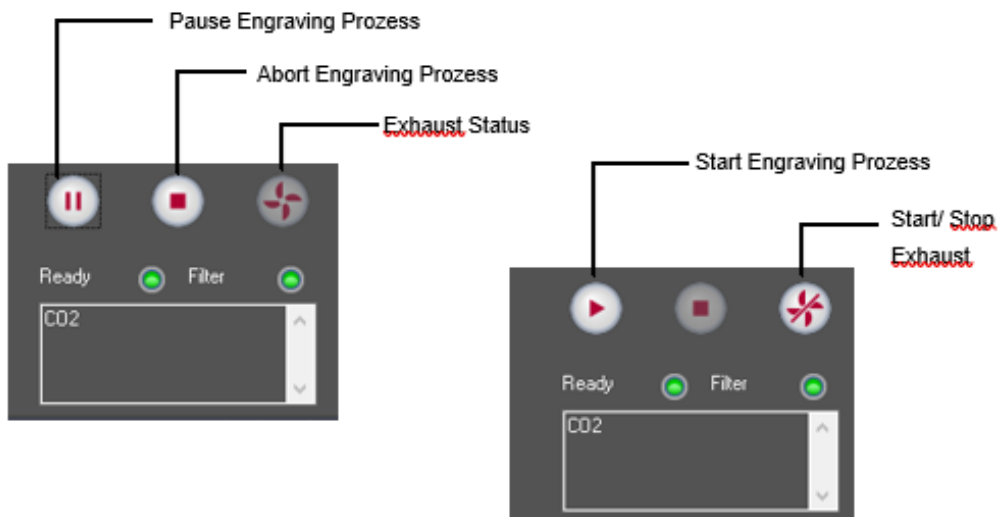 Pause Engraving Prozess
Abort Engraving Prozess
Exhaust Status
Ready Filter
CO2
Start Engraving Prozess
Start/ Stop
Exhaust
Ready Filter
CO2